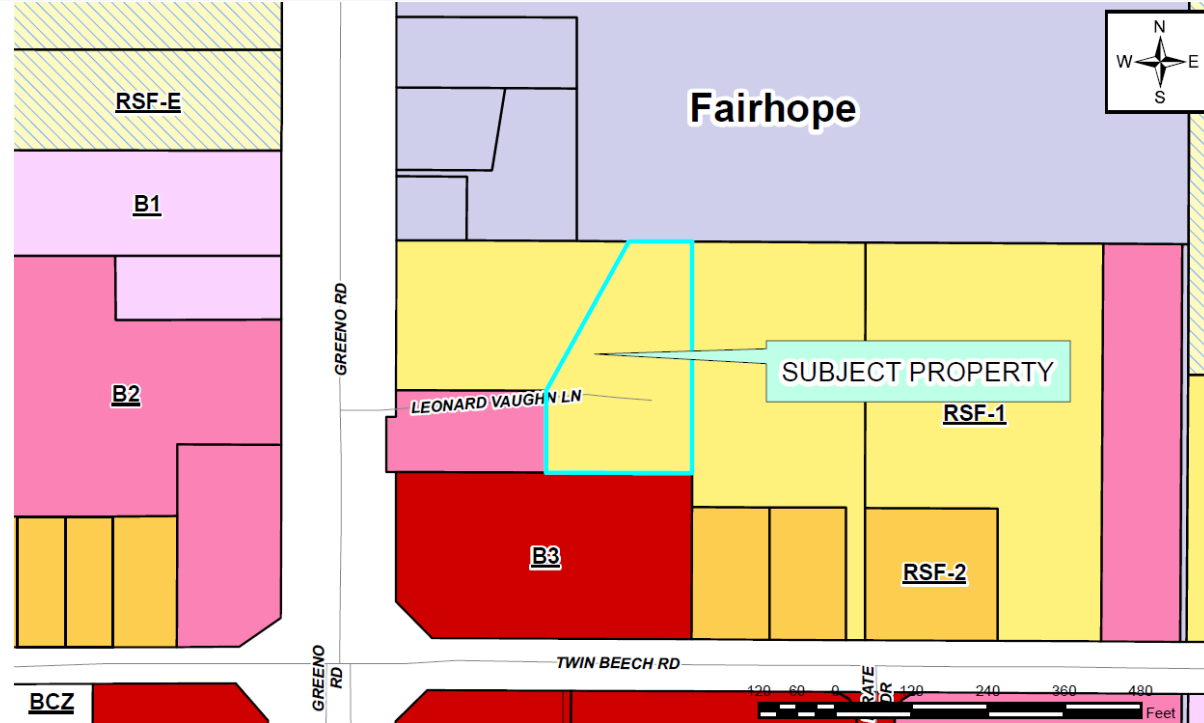 N
W E
S
Fairhope
RSF-E
B1
GREENO RD
SUBJECT PROPERTY
B2
LEONARD VAUGHN LN
RSF-1
B3
RSF-2
TWIN BEECH RD
GREENO
RD
BCZ
DR
120 60 0 120 240 360 480
Feet